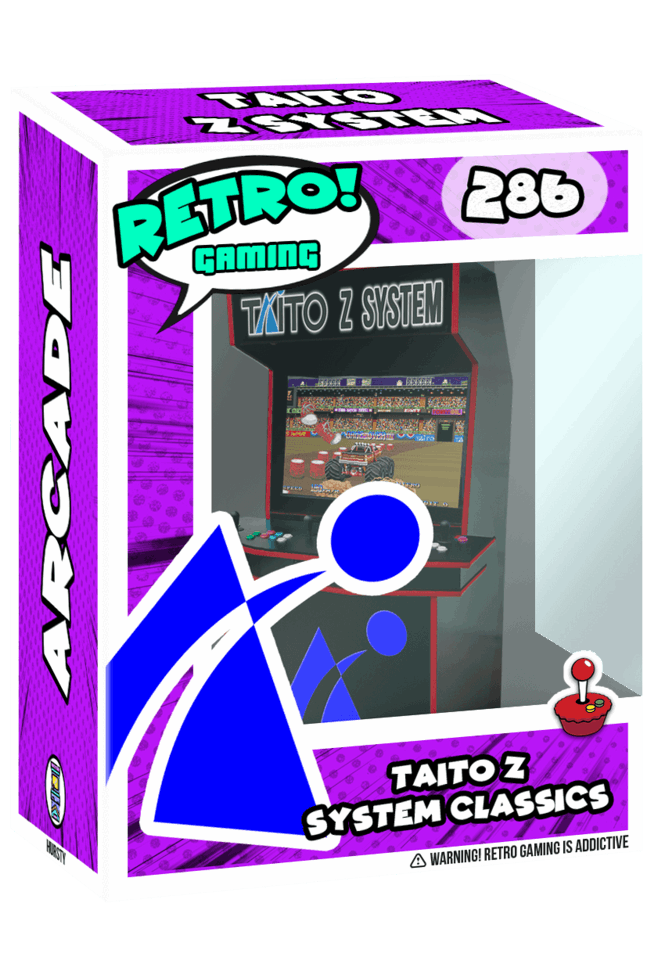 TAITO
Z SYSTEM
RETRO!
GAMING
286
TAITO Z SYSTEM
ARCADE
TAITO Z
SYSTEM CLASSICS
WARNING! RETRO GAMING IS ADDICTIVE
HURSTY